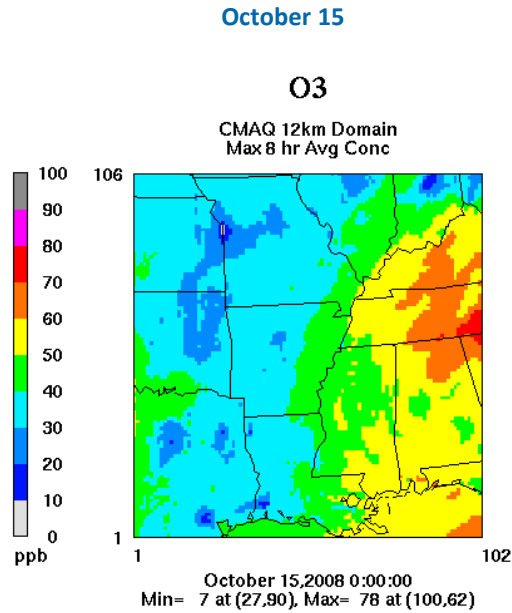 October 15
O3
CMAQ 12km Domain
Max 8 hr Avg Conc
100
90
80
70
60
50
40
30
20
10
0
ppb
106
1
1
102
October 15,2008 0:00:00
Min= 7 at (27,90), Max= 78 at (100,62)